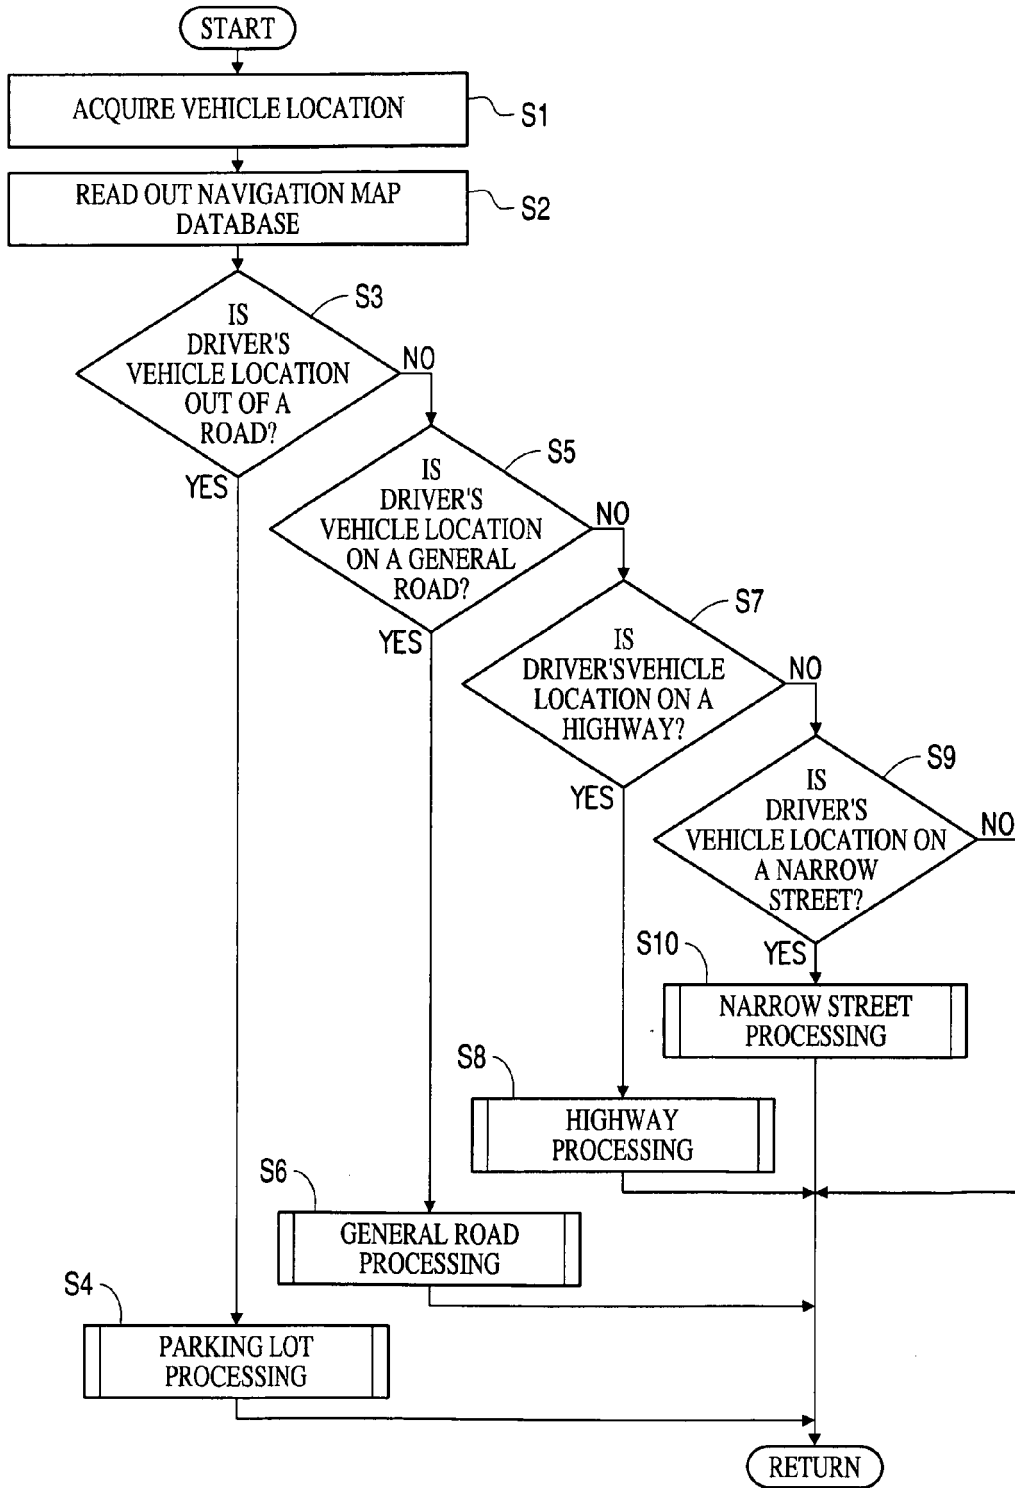 START
ACQUIRE VEHICLE LOCATION
S1
READ OUT NAVIGATION MAP
DATABASE
S2
S3
IS
DRIVER'S
VEHICLE LOCATION
OUT OF A
ROAD?
NO
YES
S5
IS
DRIVER'S
VEHICLE LOCATION
ON A GENERAL
ROAD?
NO
YES
S7
IS
DRIVER'S VEHICLE
LOCATION ON A
HIGHWAY?
NO
YES
S9
IS
DRIVER'S
VEHICLE LOCATION ON
A NARROW
STREET?
NO
YES
S10
NARROW STREET
PROCESSING
S8
HIGHWAY
PROCESSING
S6
GENERAL ROAD
PROCESSING
S4
PARKING LOT
PROCESSING
RETURN